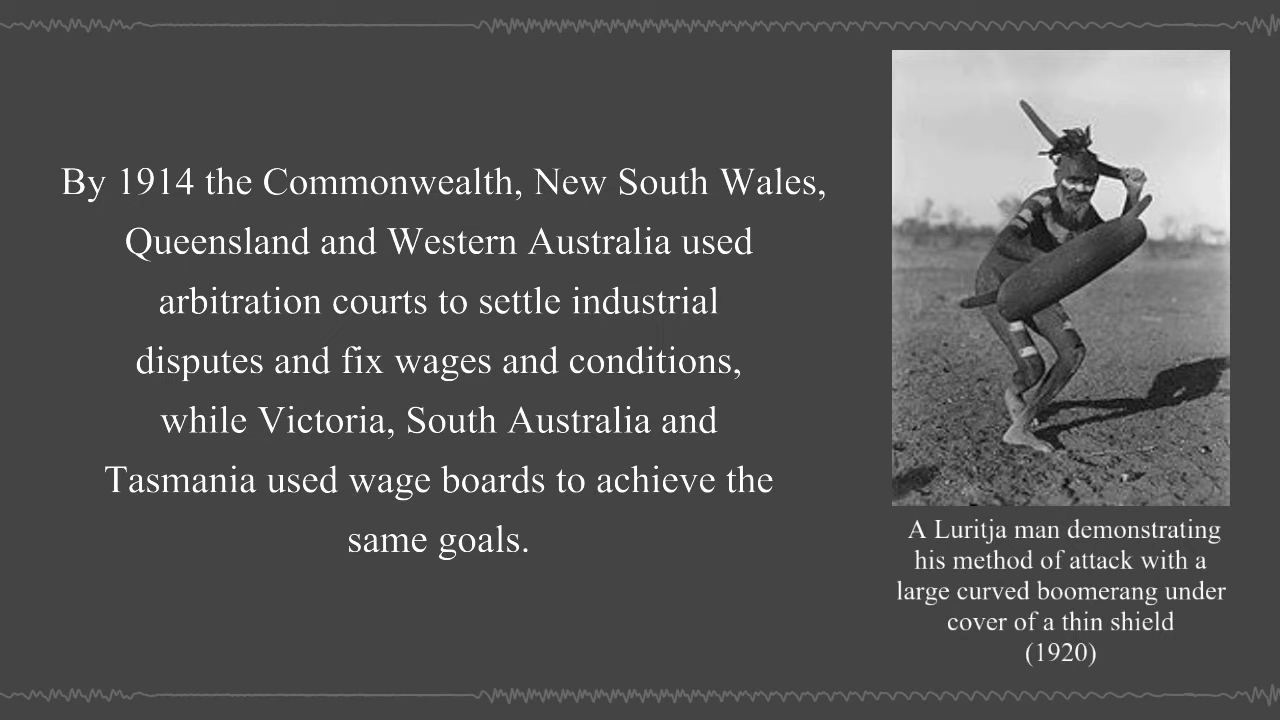 By 1914 the Commonwealth, New South Wales,
Queensland and Western Australia used
arbitration courts to settle industrial
disputes and fix wages and conditions,
while Victoria, South Australia and
Tasmania used wage boards to achieve the
same goals.
A Luritja man demonstrating
his method of attack with a
large curved boomerang under
cover of a thin shield
(1920)